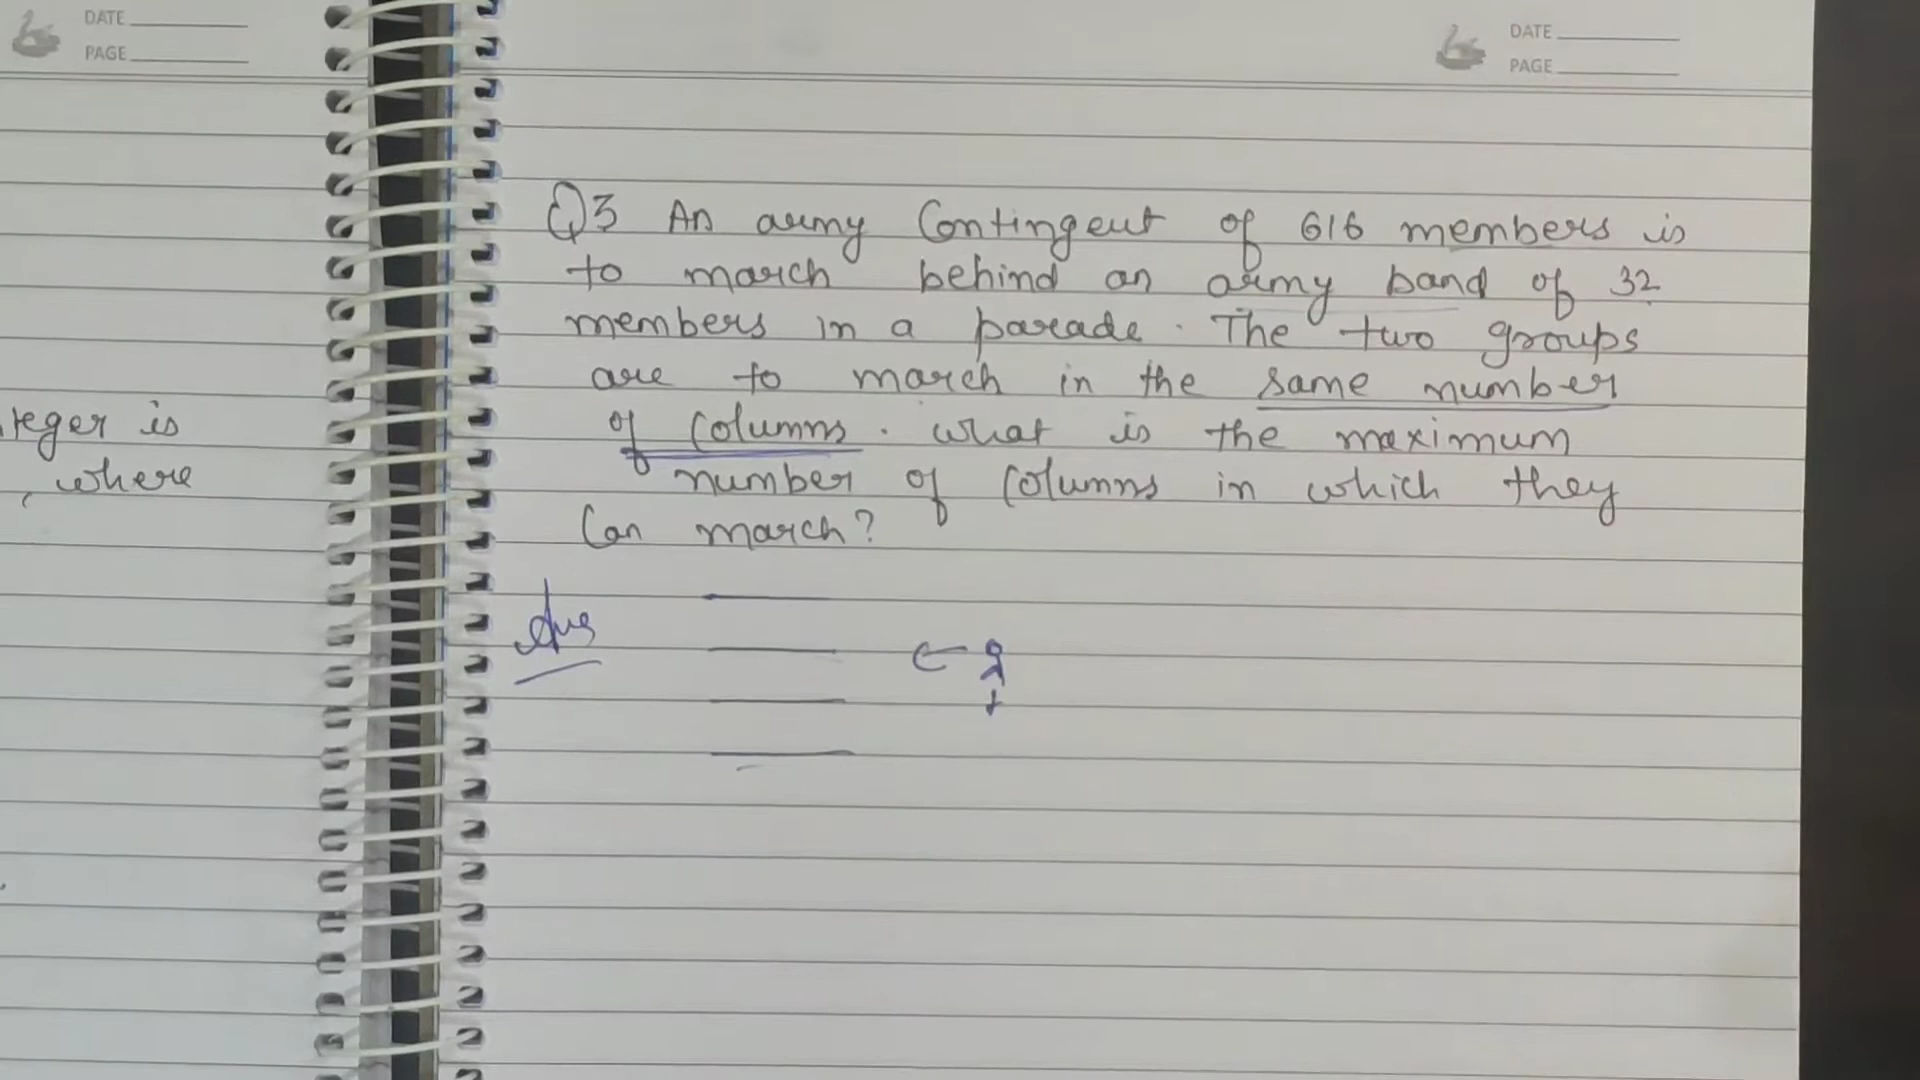 DATE
PAGE
DATE
PAGE
teger is
, where
Q3 An army Contingent of 616 members is
to march behind an army band of 32
members in a parade. The two groups
are to march in the same number
of columns. what is the maximum
number of columns in which they
Can march?
Ans